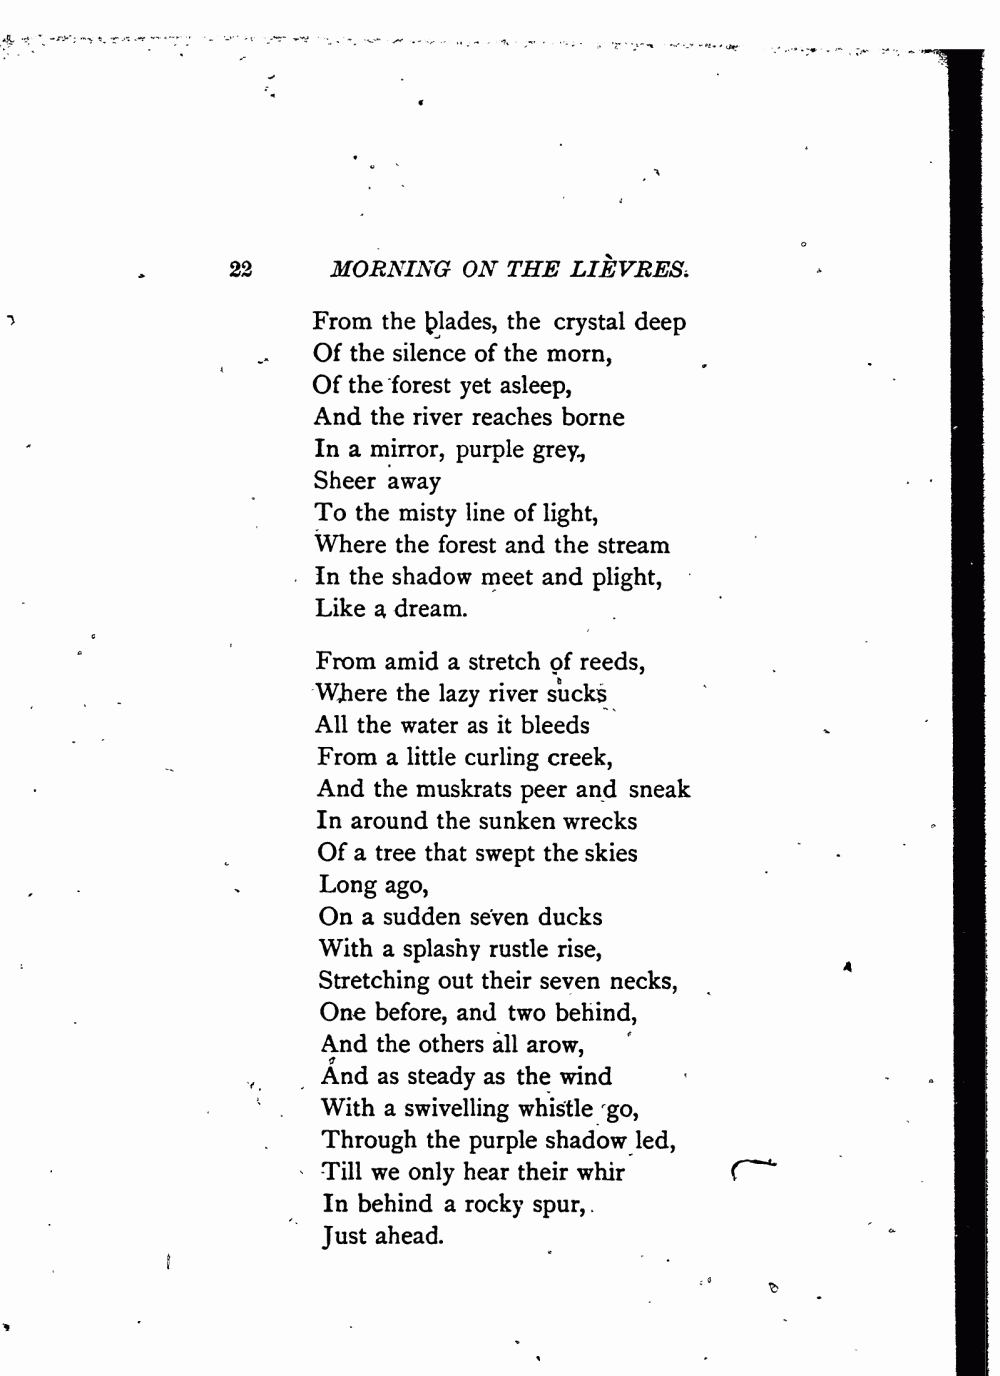 22 MORNING ON THE LIÈVRES.
From the blades, the crystal deep
Of the silence of the morn,
Of the forest yet asleep,
And the river reaches borne
In a mirror, purple grey,
Sheer away
To the misty line of light,
Where the forest and the stream
In the shadow meet and plight,
Like a dream.
From amid a stretch of reeds,
Where the lazy river sucks
All the water as it bleeds
From a little curling creek,
And the muskrats peer and sneak
In around the sunken wrecks
Of a tree that swept the skies
Long ago,
On a sudden seven ducks
With a splashy rustle rise,
Stretching out their seven necks,
One before, and two behind,
And the others all arow,
And as steady as the wind
With a swivelling whistle go,
Through the purple shadow led,
Till we only hear their whir
In behind a rocky spur,
Just ahead.